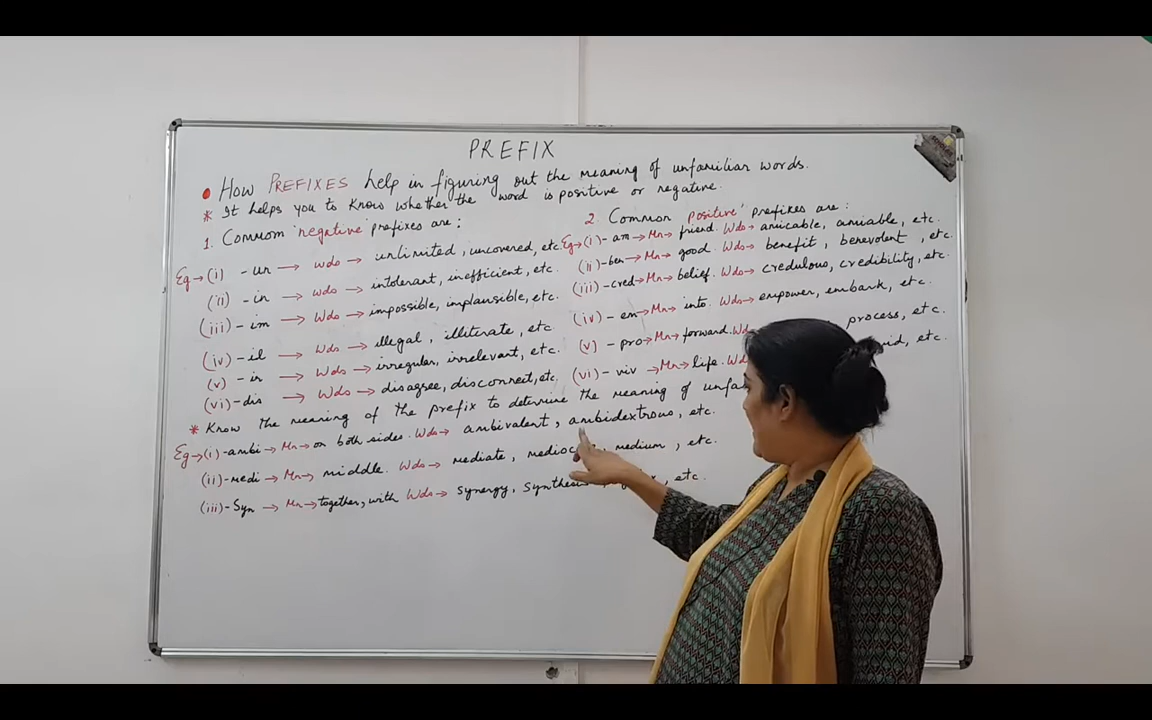 PREFIX
• How PREFIXES help in figuring out the meaning of unfamiliar words.
* It helps you to know whether the word is positive or negative.
1. Common 'negative' prefixes are:
Eg→(i) -un → wds → unlimited, uncovered, etc.
(ii) -in → wds → intolerant, inefficient, etc.
(iii) -im → wds → impossible, implausible, etc.
(iv) -il → wds → illegal, illiterate, etc
(v) -ir → wds → irregular, irrelevant, etc.
(vi) -dis → wds → disagree, disconnect, etc.
2. Common 'positive' prefixes are:
Eg→(i) - am → Mn → friend. Wds → amicable, amiable, etc.
(ii) -ben → Mn → good. Wds → benefit, benevolent, etc.
(iii) -cred → Mn → belief. Wds → credulous, credibility, etc.
(iv) - em → Mn → into. Wds → empower, embark, etc.
(v) - pro → Mn → forward. Wds process, etc.
(vi) - viv → Mn → life. Wds etc.
* Know the meaning of the prefix to determine the meaning of
Eg→(i) -ambi → Mn → on both sides. Wds → ambivalent, ambidextrous, etc.
(ii) -medi → Mn → middle. Wds → mediate, medium, etc.
(iii) -Syn → Mn → together, with Wds → synergy, synthesis, etc.